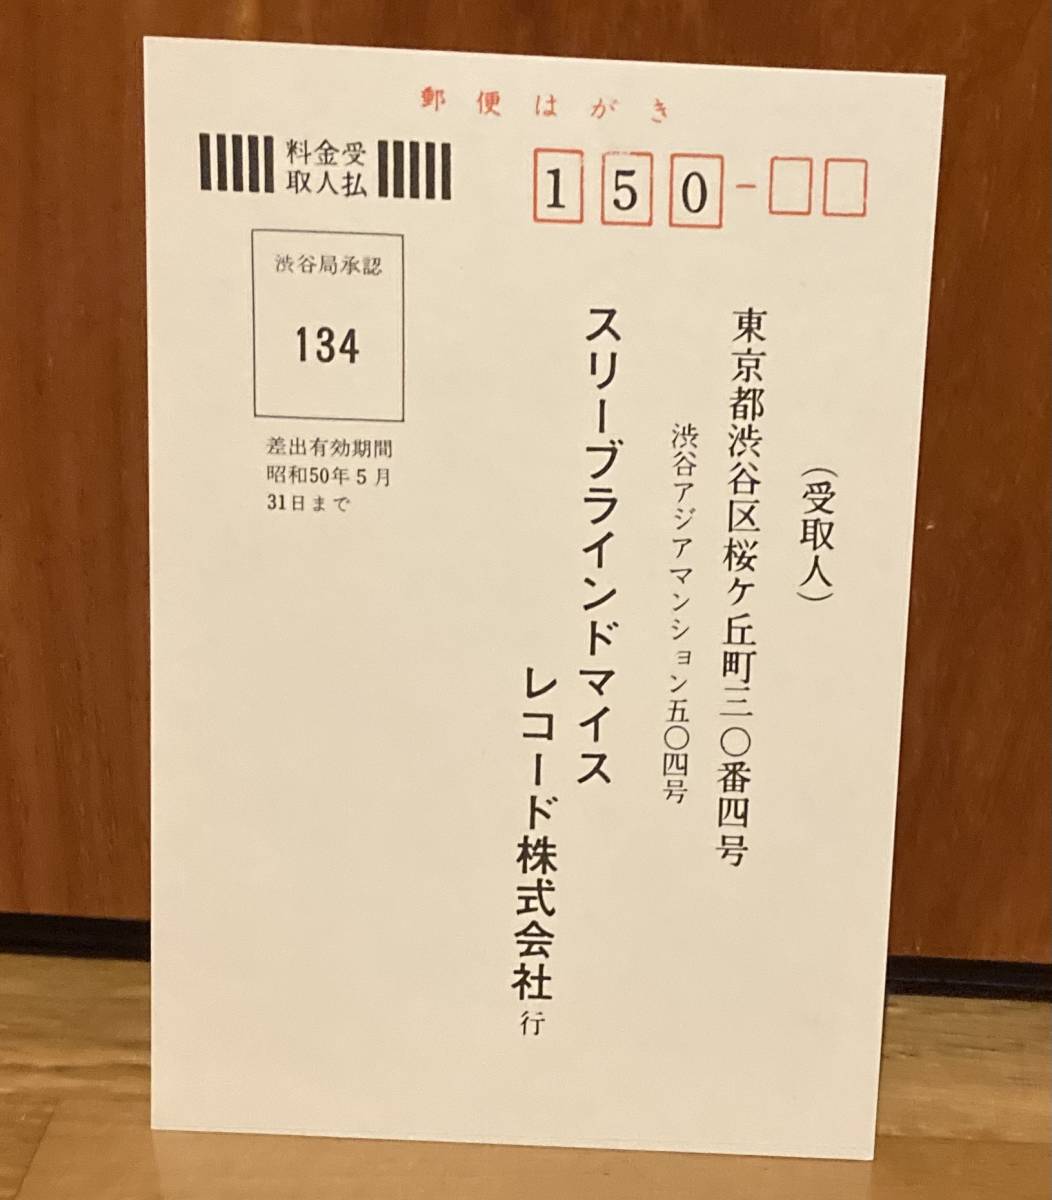 郵便はがき
料金受
取人払
150-
渋谷局承認
134
差出有効期間
昭和50年5月
31日まで
(受取人)
東京都渋谷区桜ケ丘町三〇番四号
渋谷アジアマンション五〇四号
スリーブラインドマイス
レコード株式会社行